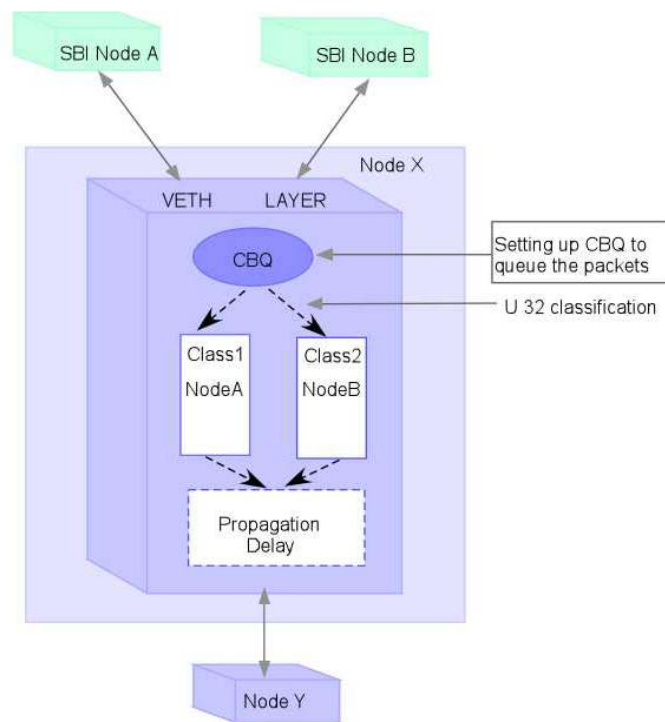 SBI Node A
SBI Node B
Node X
VETH LAYER
CBQ
Setting up CBQ to
queue the packets
U 32 classification
Class1
NodeA
Class2
NodeB
Propagation
Delay
Node Y